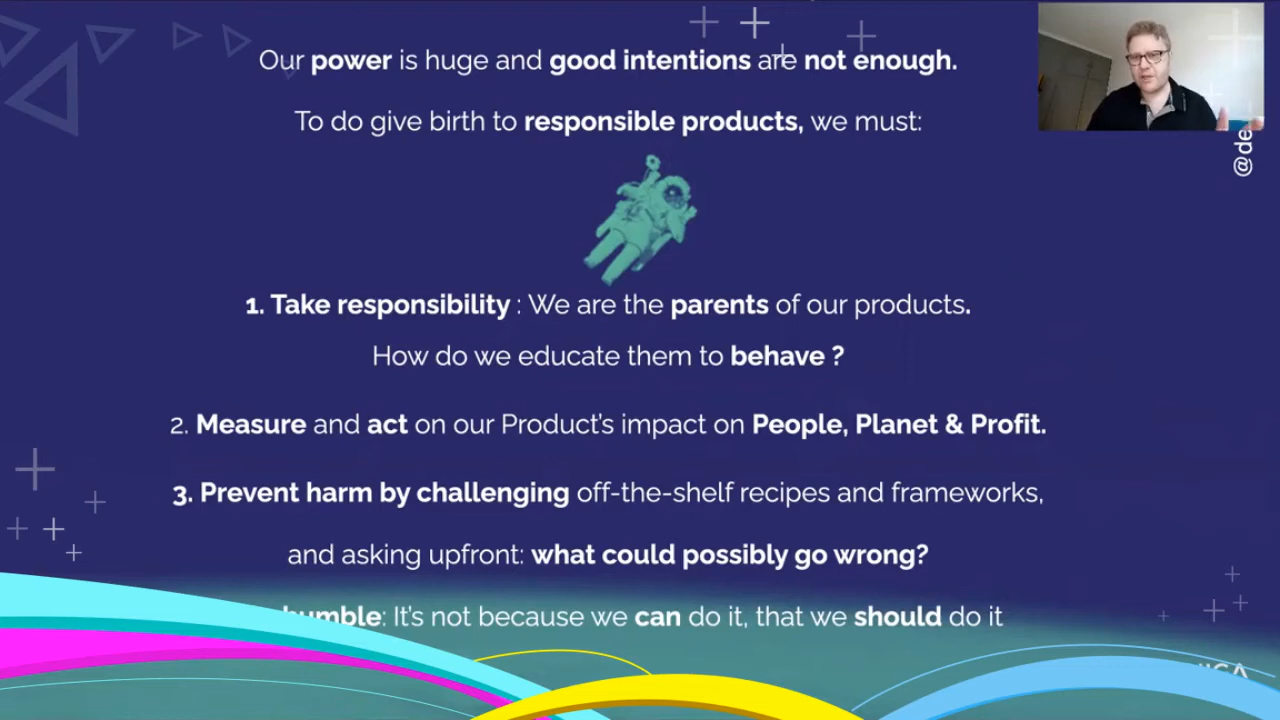 Our power is huge and good intentions are not enough.
To do give birth to responsible products, we must:
@de
1. Take responsibility : We are the parents of our products.
How do we educate them to behave ?
2. Measure and act on our Product's impact on People, Planet & Profit.
3. Prevent harm by challenging off-the-shelf recipes and frameworks,
and asking upfront: what could possibly go wrong?
humble: It's not because we can do it, that we should do it